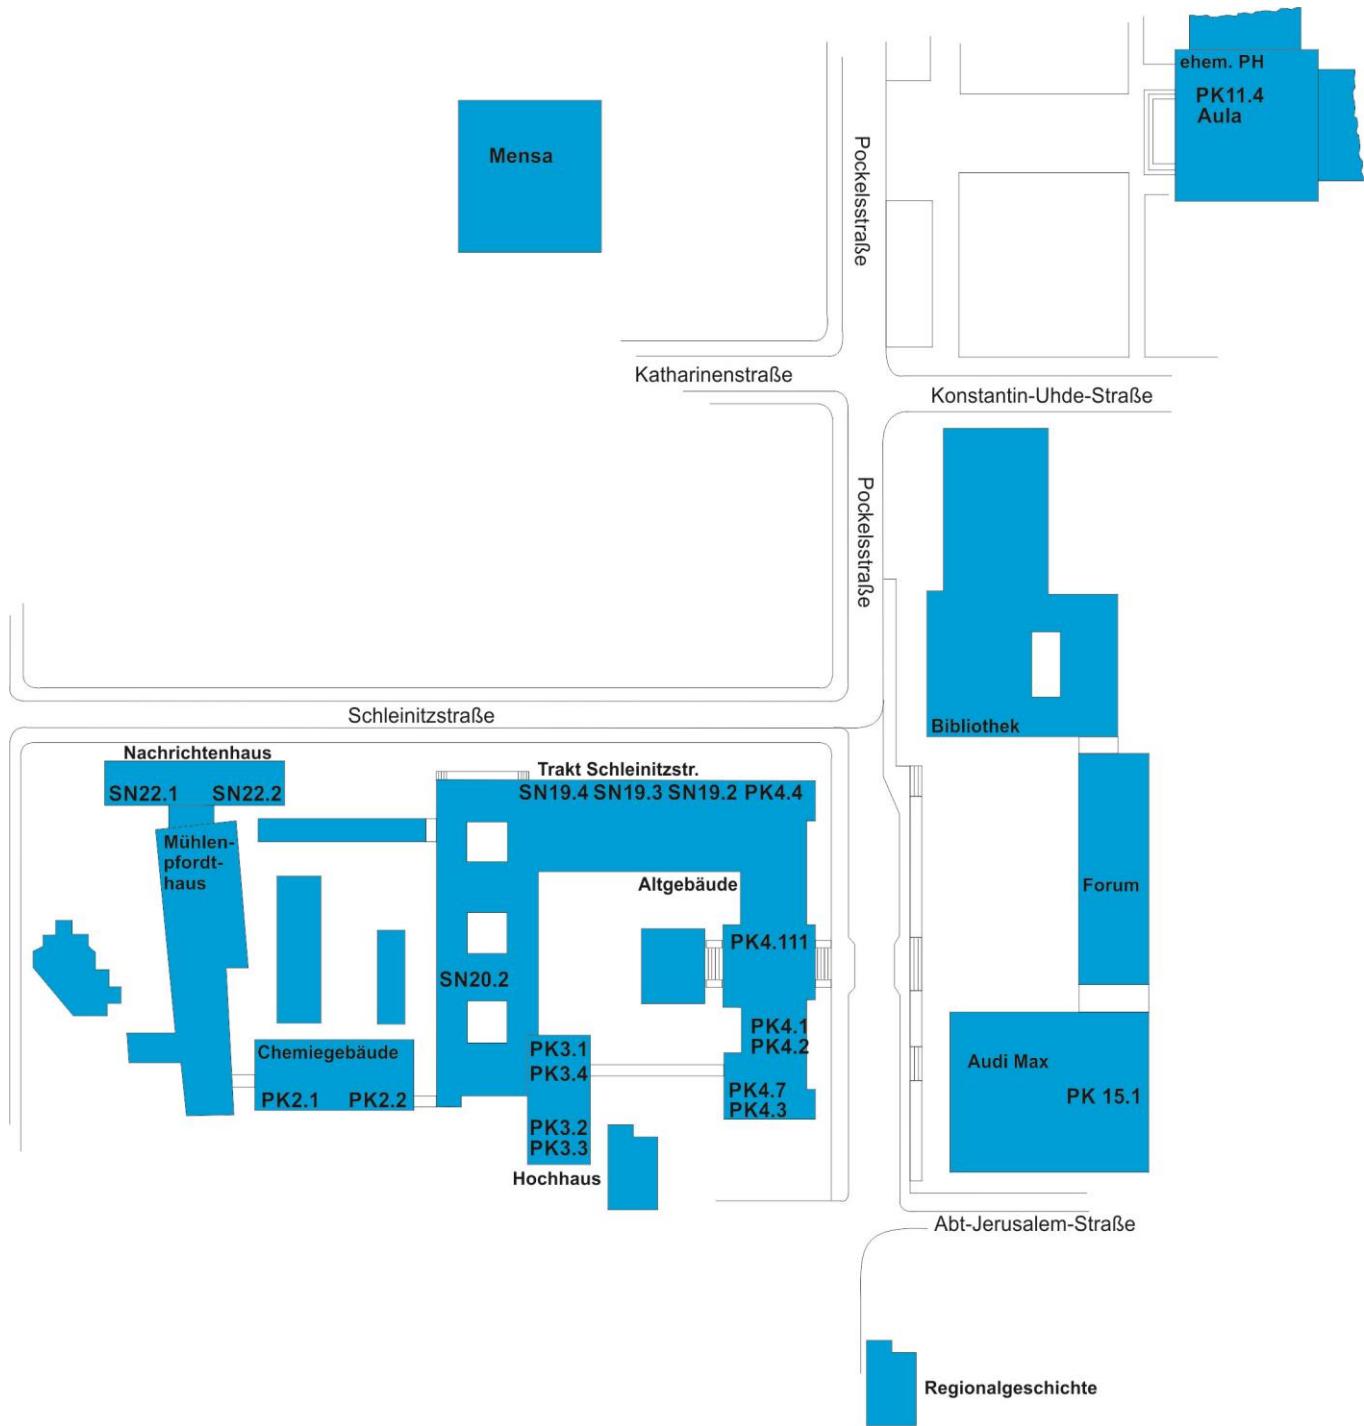 ehem. PH
PK11.4
Aula
Mensa
Pockelsstraße
Katharinenstraße
Konstantin-Uhde-Straße
Pockelsstraße
Schleinitzstraße
Bibliothek
Nachrichtenhaus
SN22.1 SN22.2
Trakt Schleinitzstr.
SN19.4 SN19.3 SN19.2 PK4.4
Mühlen-
pfordt-
haus
Altgebäude
Forum
PK4.111
SN20.2
PK4.1
PK4.2
Chemiegebäude
PK3.1
PK3.4
Audi Max
PK2.1 PK2.2
PK4.7
PK4.3
PK 15.1
PK3.2
PK3.3
Hochhaus
Abt-Jerusalem-Straße
Regionalgeschichte